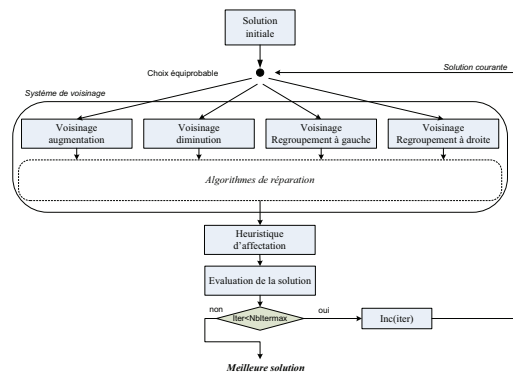 Solution
initiale
Choix équiprobable
Solution courante
Système de voisinage
Voisinage
augmentation
Voisinage
diminution
Voisinage
Regroupement à gauche
Voisinage
Regroupement à droite
Algorithmes de réparation
Heuristique
d'affectation
Evaluation de la solution
non
Iter<NbItermax
oui
Inc(iter)
Meilleure solution